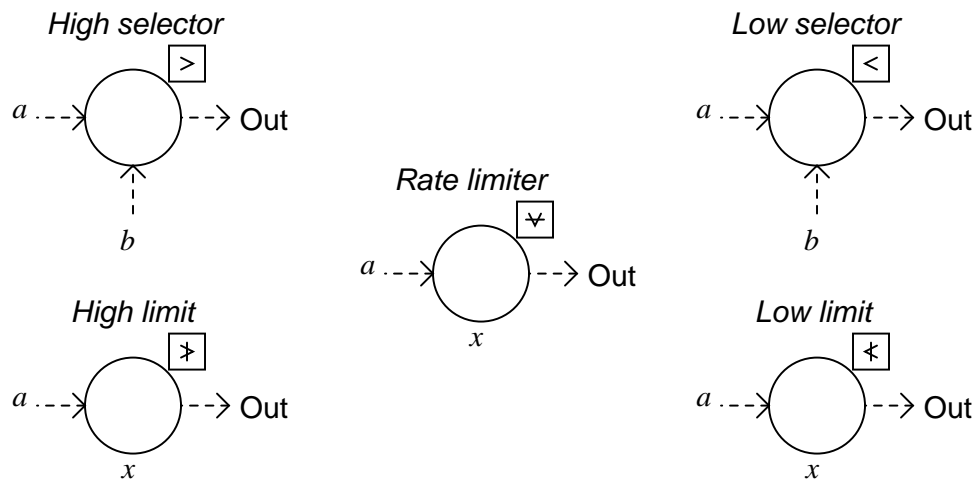 High selector
>
a
Out
b
Low selector
<
a
Out
b
Rate limiter
a
Out
x
High limit
≯
a
Out
x
Low limit
≮
a
Out
x